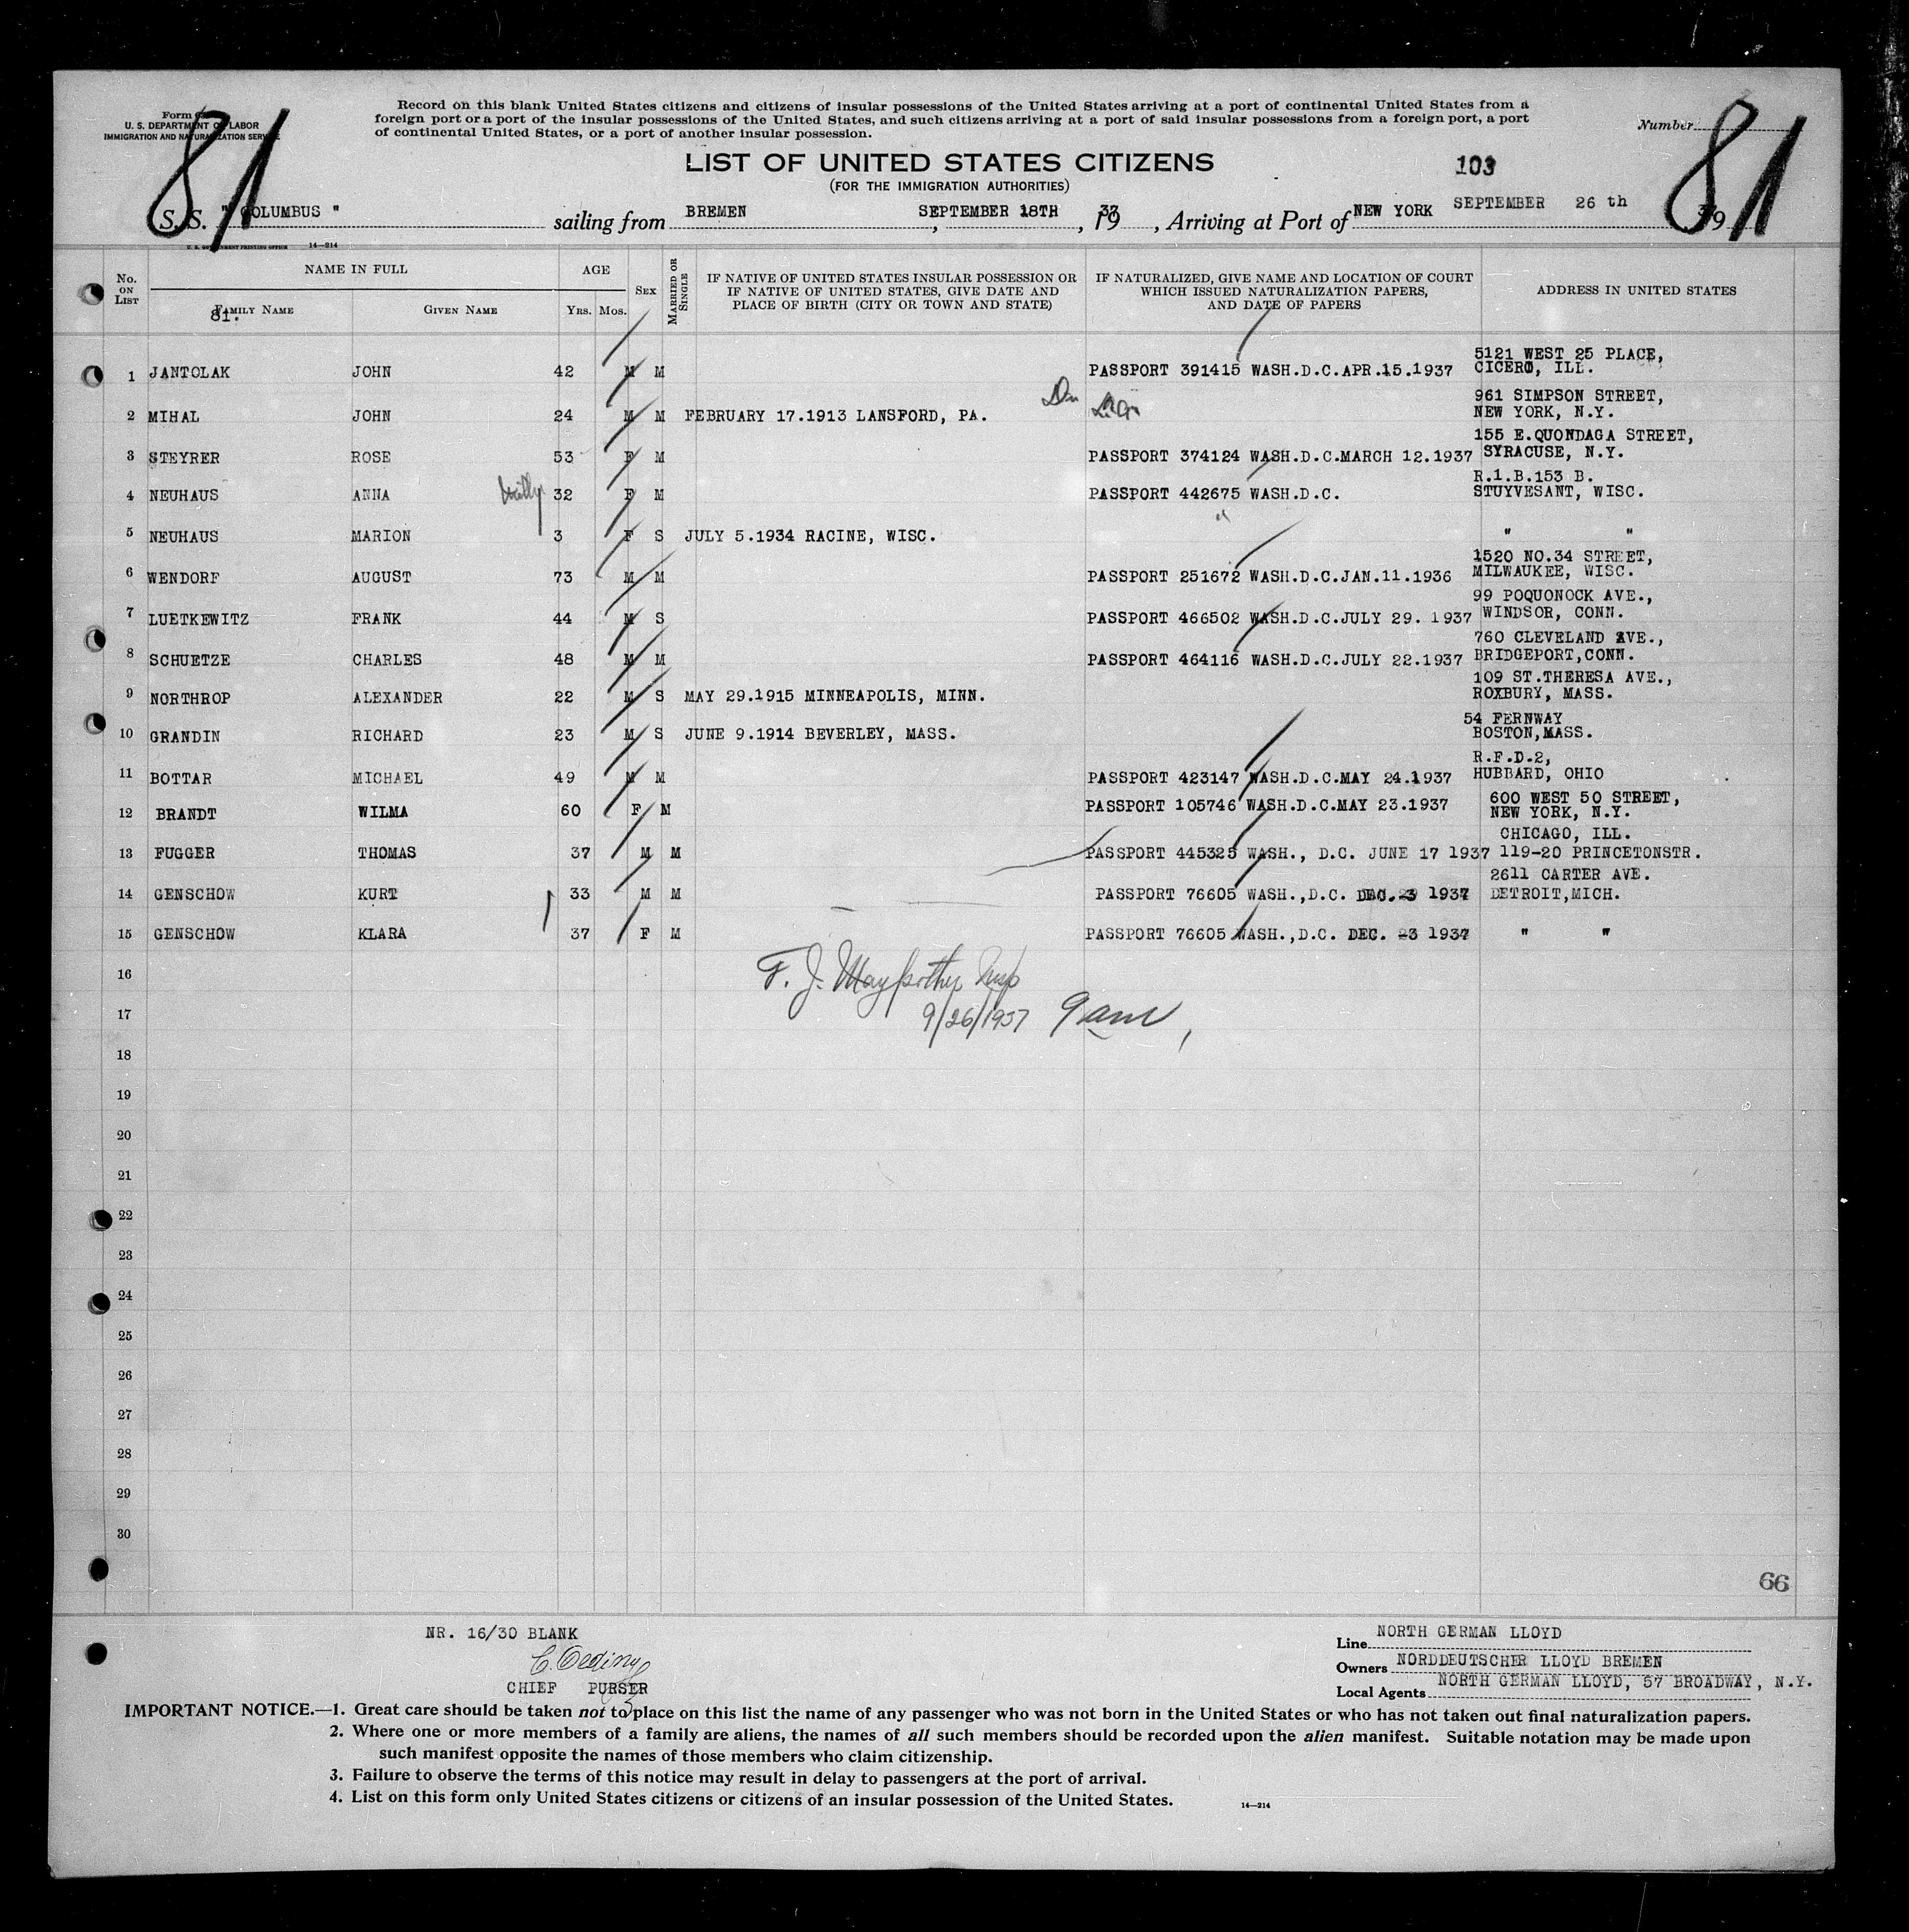 Form
U. S. DEPARTMENT OF LABOR
IMMIGRATION AND NATURALIZATION SERVICE
81
Record on this blank United States citizens and citizens of insular possessions of the United States arriving at a port of continental United States from a
foreign port or a port of the insular possessions of the United States, and such citizens arriving at a port of said insular possessions from a foreign port, a port
of continental United States, or a port of another insular possession.
Number 81
LIST OF UNITED STATES CITIZENS
(FOR THE IMMIGRATION AUTHORITIES)
103
S. S. " COLUMBUS " sailing from BREMEN, SEPTEMBER 18TH, 1937, Arriving at Port of NEW YORK SEPTEMBER 26 th 1937
U. S. GOVERNMENT PRINTING OFFICE 14—214
No. ON LIST NAME IN FULL AGE SEX MARRIED OR SINGLE IF NATIVE OF UNITED STATES INSULAR POSSESSION OR IF NATIVE OF UNITED STATES, GIVE DATE AND PLACE OF BIRTH (CITY OR TOWN AND STATE) IF NATURALIZED, GIVE NAME AND LOCATION OF COURT WHICH ISSUED NATURALIZATION PAPERS, AND DATE OF PAPERS ADDRESS IN UNITED STATES
FAMILY NAME GIVEN NAME YRS. MOS.
81.
1 JANTOLAK JOHN 42 M M PASSPORT 391415 WASH.D.C.APR.15.1937 5121 WEST 25 PLACE, CICERO, ILL.
2 MIHAL JOHN 24 M M FEBRUARY 17.1913 LANSFORD, PA. 961 SIMPSON STREET, NEW YORK, N.Y.
3 STEYRER ROSE 53 F M PASSPORT 374124 WASH.D.C.MARCH 12.1937 155 E.QUONDAGA STREET, SYRACUSE, N.Y.
4 NEUHAUS ANNA 32 F M PASSPORT 442675 WASH.D.C. R.1.B.153 B. STUYVESANT, WISC.
5 NEUHAUS MARION 3 F S JULY 5.1934 RACINE, WISC. " " "
6 WENDORF AUGUST 73 M M PASSPORT 251672 WASH.D.C.JAN.11.1936 1520 NO.34 STREET, MILWAUKEE, WISC.
7 LUETKEWITZ FRANK 44 M S PASSPORT 466502 WASH.D.C.JULY 29. 1937 99 POQUONOCK AVE., WINDSOR, CONN.
8 SCHUETZE CHARLES 48 M M PASSPORT 464116 WASH.D.C.JULY 22.1937 760 CLEVELAND AVE., BRIDGEPORT,CONN.
9 NORTHROP ALEXANDER 22 M S MAY 29.1915 MINNEAPOLIS, MINN. 109 ST.THERESA AVE., ROXBURY, MASS.
10 GRANDIN RICHARD 23 M S JUNE 9.1914 BEVERLEY, MASS. 54 FERNWAY BOSTON,MASS.
11 BOTTAR MICHAEL 49 M M PASSPORT 423147 WASH.D.C.MAY 24.1937 R.F.D.2, HUBBARD, OHIO
12 BRANDT WILMA 60 F M PASSPORT 105746 WASH.D.C.MAY 23.1937 600 WEST 50 STREET, NEW YORK, N.Y.
13 FUGGER THOMAS 37 M M PASSPORT 445325 WASH., D.C. JUNE 17 1937 CHICAGO, ILL. 119-20 PRINCETONSTR.
14 GENSCHOW KURT 33 M M PASSPORT 76605 WASH.,D.C. DEC. 3 1937 2611 CARTER AVE. DETROIT,MICH.
15 GENSCHOW KLARA 37 F M PASSPORT 76605 WASH.,D.C. DEC. 3 1937 " "
16
17
9/26/1937 9 am
18
19
20
21
22
23
24
25
26
27
28
29
30
66
NR. 16/30 BLANK
CHIEF PURSER
Line NORTH GERMAN LLOYD
Owners NORDDEUTSCHER LLOYD BREMEN
Local Agents NORTH GERMAN LLOYD, 57 BROADWAY, N.Y.
IMPORTANT NOTICE.—1. Great care should be taken not to place on this list the name of any passenger who was not born in the United States or who has not taken out final naturalization papers.
2. Where one or more members of a family are aliens, the names of all such members should be recorded upon the alien manifest. Suitable notation may be made upon
such manifest opposite the names of those members who claim citizenship.
3. Failure to observe the terms of this notice may result in delay to passengers at the port of arrival.
4. List on this form only United States citizens or citizens of an insular possession of the United States.
14—214